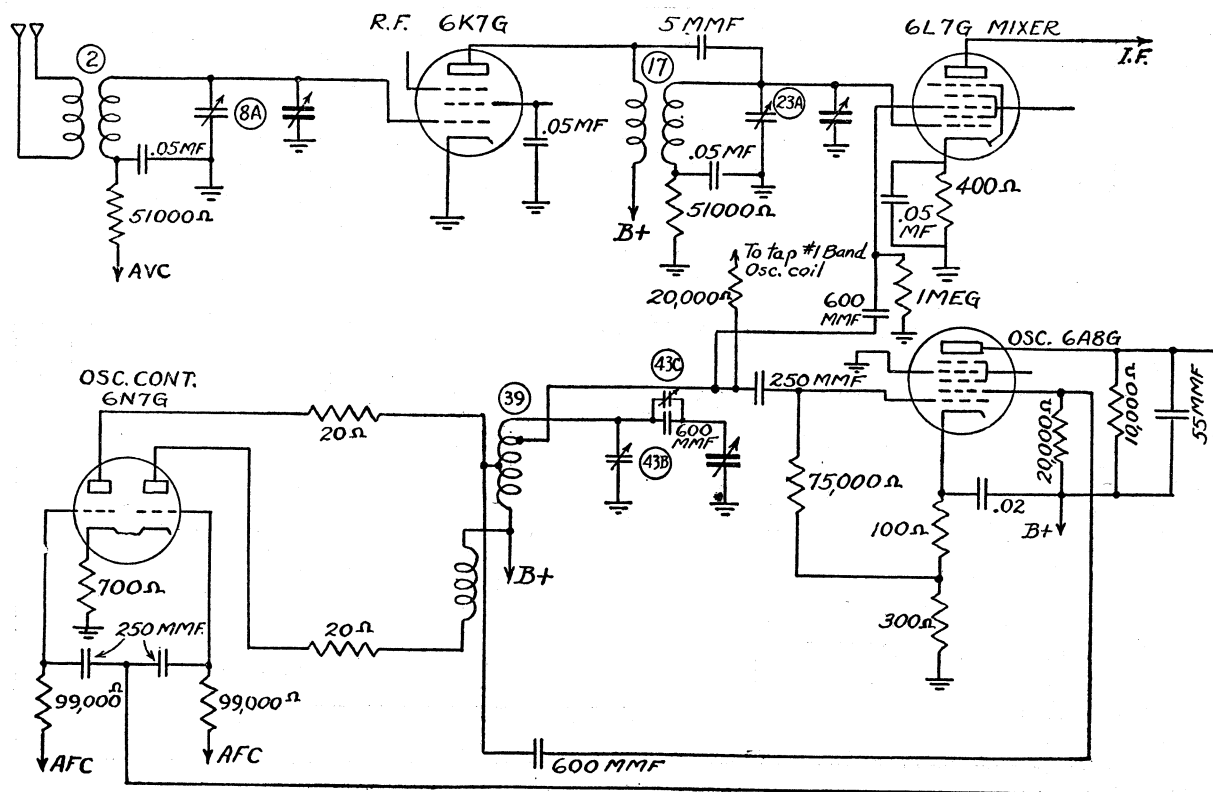 R.F. 6K7G
5 MMF
6L7G MIXER
I.F.
2
8A
.05MF
.05MF
17
23A
.05MF
51000Ω
51000Ω
400Ω
.05
MF
B+
AVC
To tap #1 Band
Osc. coil
20,000Ω
600
MMF
1MEG
OSC. 6A8G
OSC. CONT.
6N7G
43C
250 MMF
39
20Ω
600
MMF
43B
20,000Ω
10,000Ω
55MMF
75,000Ω
.02
100Ω
B+
B+
700Ω
300Ω
20Ω
250 MMF.
99,000Ω
99,000Ω
AFC
AFC
600 MMF